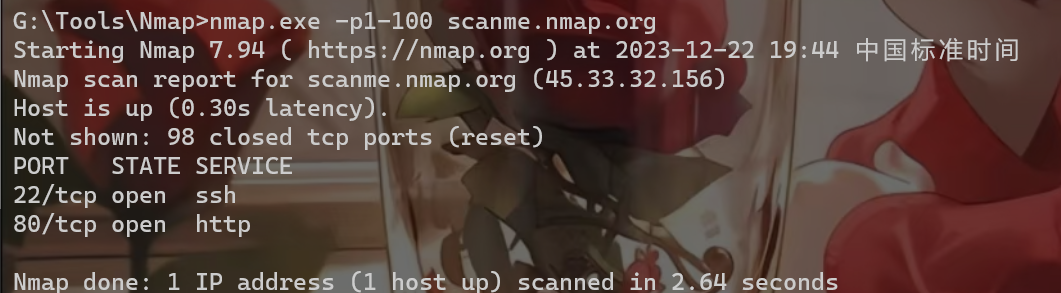 G:\Tools\Nmap>nmap.exe -p1-100 scanme.nmap.org
Starting Nmap 7.94 ( https://nmap.org ) at 2023-12-22 19:44 中国标准时间
Nmap scan report for scanme.nmap.org (45.33.32.156)
Host is up (0.30s latency).
Not shown: 98 closed tcp ports (reset)
PORT   STATE SERVICE
22/tcp open  ssh
80/tcp open  http
Nmap done: 1 IP address (1 host up) scanned in 2.64 seconds